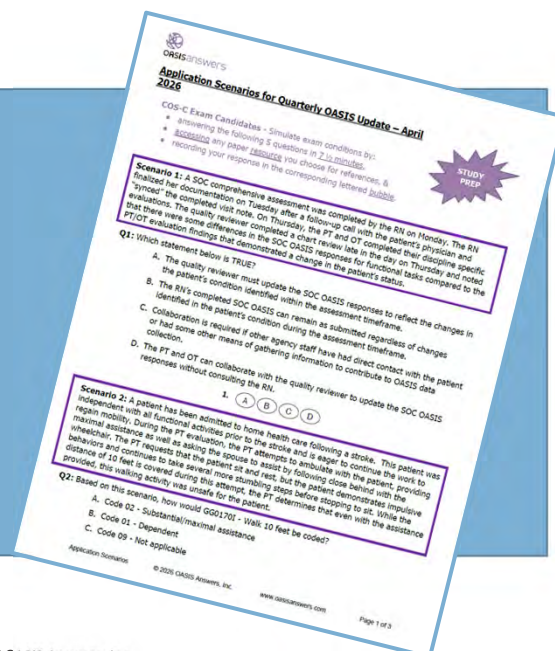 OASISanswers
Application Scenarios for Quarterly OASIS Update – April
2026
COS-C Exam Candidates - Simulate exam conditions by:
• answering the following 5 questions in 7 ½ minutes,
• accessing any paper resource you choose for references, &
• recording your response in the corresponding lettered bubble.
STUDY
PREP
Scenario 1: A SOC comprehensive assessment was completed by the RN on Monday. The RN
finalized her documentation on Tuesday after a follow-up call with the patient's physician and
"synced" the completed visit note. On Thursday, the PT and OT completed their discipline specific
evaluations. The quality reviewer completed a chart review late in the day on Thursday and noted
that there were some differences in the SOC OASIS responses for functional tasks compared to the
PT/OT evaluation findings that demonstrated a change in the patient's status.
Q1: Which statement below is TRUE?
A. The quality reviewer must update the SOC OASIS responses to reflect the changes in
the patient's condition identified within the assessment timeframe.
B. The RN's completed SOC OASIS can remain as submitted regardless of changes
identified in the patient's condition during the assessment timeframe.
C. Collaboration is required if other agency staff have had direct contact with the patient
or had some other means of gathering information to contribute to OASIS data
collection.
D. The PT and OT can collaborate with the quality reviewer to update the SOC OASIS
responses without consulting the RN.
1. A B C D
Scenario 2: A patient has been admitted to home health care following a stroke. This patient was
independent with all functional activities prior to the stroke and is eager to continue the work to
regain mobility. During the PT evaluation, the PT attempts to ambulate with the patient, providing
maximal assistance as well as asking the spouse to assist by following close behind with the
wheelchair. The PT requests that the patient sit and rest, but the patient demonstrates impulsive
behaviors and continues to take several more stumbling steps before stopping to sit. While the
distance of 10 feet is covered during this attempt, the PT determines that even with the assistance
provided, this walking activity was unsafe for the patient.
Q2: Based on this scenario, how would GG0170I - Walk 10 feet be coded?
A. Code 02 - Substantial/maximal assistance
B. Code 01 - Dependent
C. Code 09 - Not applicable
Application Scenarios © 2026 OASIS Answers, Inc. www.oasisanswers.com Page 1 of 3